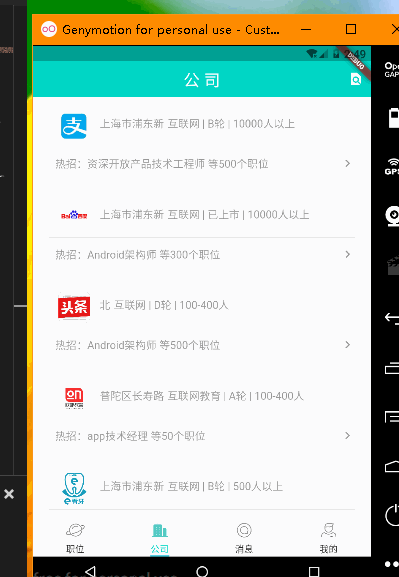 Genymotion for personal use - Cust...
公司
上海市浦东新 互联网 | B轮 | 10000人以上
热招：资深开放产品技术工程师 等500个职位
Bai 百度
上海市浦东新 互联网 | 已上市 | 10000人以上
热招：Android架构师 等300个职位
头条
北 互联网 | D轮 | 100-400人
热招：Android架构师 等500个职位
普陀区长寿路 互联网教育 | A轮 | 100-400人
热招：app技术经理 等50个职位
上海市浦东新 互联网 | B轮 | 500人以上
职位
公司
消息
我的
free for personal use